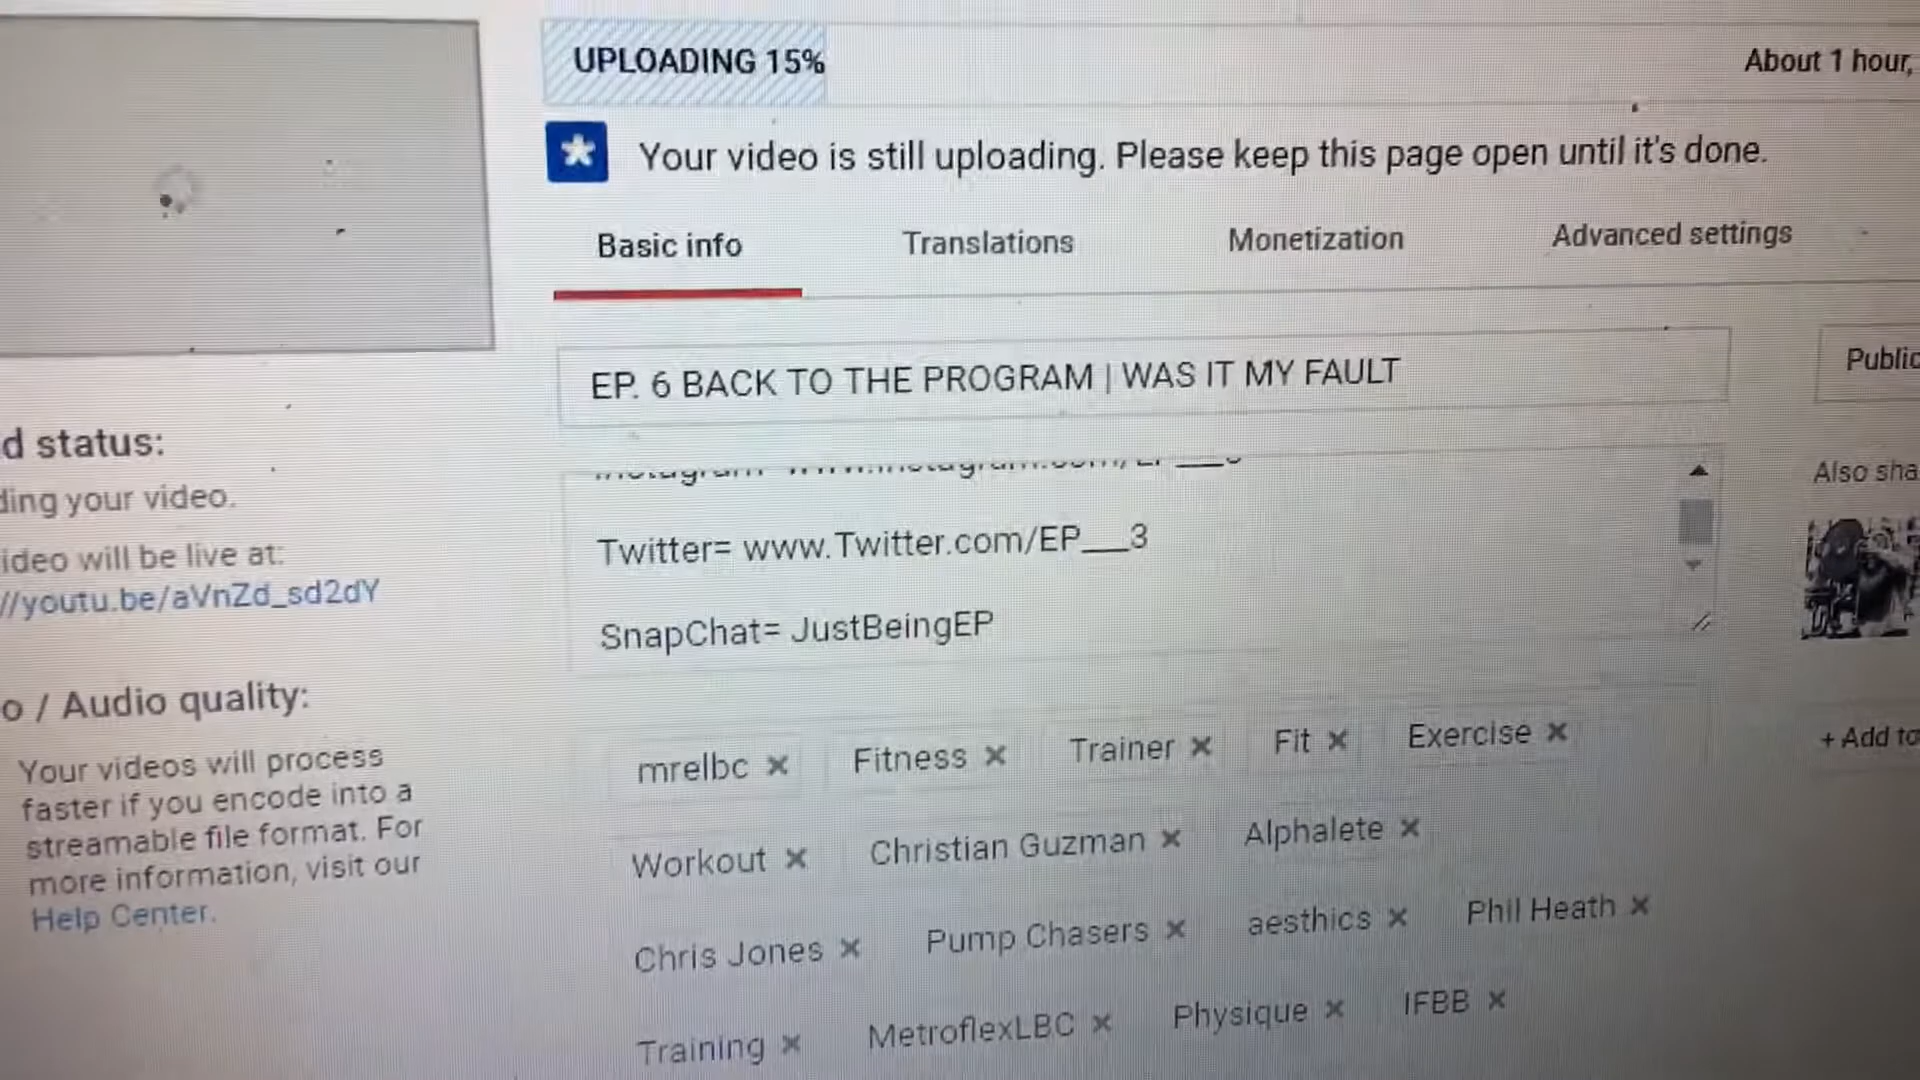 UPLOADING 15%
About 1 hour,
Your video is still uploading. Please keep this page open until it's done.
Basic info
Translations
Monetization
Advanced settings
EP. 6 BACK TO THE PROGRAM | WAS IT MY FAULT
Public
d status:
ding your video.
ideo will be live at:
//youtu.be/aVnZd_sd2dY
Twitter= www.Twitter.com/EP___3
SnapChat= JustBeingEP
Also sha
o / Audio quality:
Your videos will process
faster if you encode into a
streamable file format. For
more information, visit our
Help Center.
mrelbc × Fitness × Trainer × Fit × Exercise ×
+ Add to
Workout × Christian Guzman × Alphalete ×
Chris Jones × Pump Chasers × aesthics × Phil Heath ×
Training × MetroflexLBC × Physique × IFBB ×